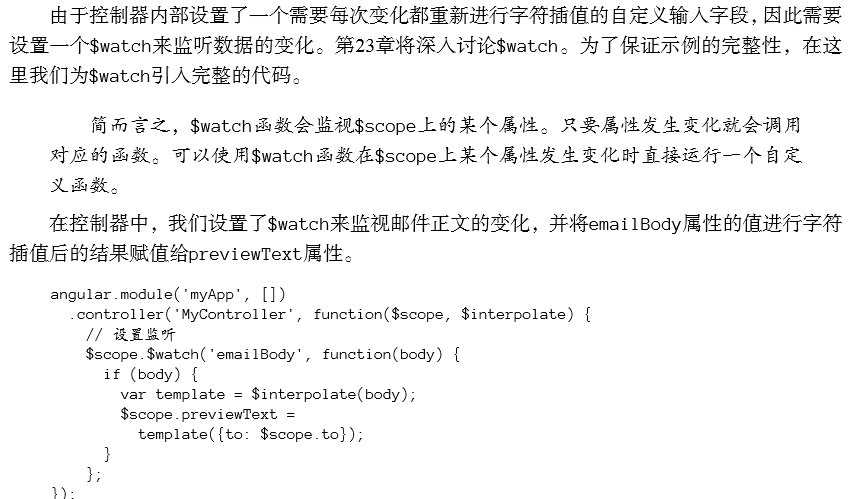 由于控制器内部设置了一个需要每次变化都重新进行字符插值的自定义输入字段，因此需要
设置一个$watch来监听数据的变化。第23章将深入讨论$watch。为了保证示例的完整性，在这
里我们为$watch引入完整的代码。
简而言之，$watch函数会监视$scope上的某个属性。只要属性发生变化就会调用
对应的函数。可以使用$watch函数在$scope上某个属性发生变化时直接运行一个自定
义函数。
在控制器中，我们设置了$watch来监视邮件正文的变化，并将emailBody属性的值进行字符
插值后的结果赋值给previewText属性。
angular.module('myApp', [])
.controller('MyController', function($scope, $interpolate) {
// 设置监听
$scope.$watch('emailBody', function(body) {
if (body) {
var template = $interpolate(body);
$scope.previewText =
template({to: $scope.to});
}
};
});